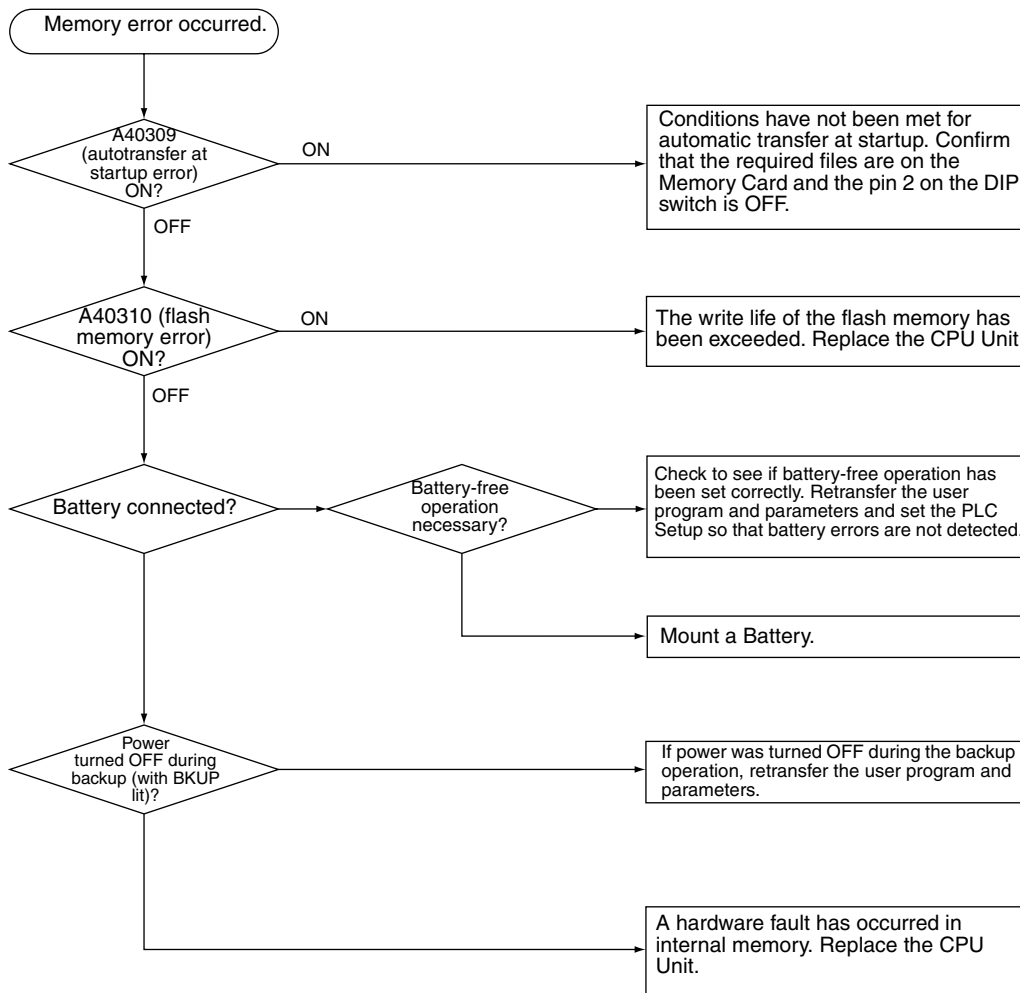 Memory error occurred.
A40309
(autotransfer at
startup error)
ON?
ON
Conditions have not been met for
automatic transfer at startup. Confirm
that the required files are on the
Memory Card and the pin 2 on the DIP
switch is OFF.
OFF
A40310 (flash
memory error)
ON?
ON
The write life of the flash memory has
been exceeded. Replace the CPU Unit
OFF
Battery connected?
Battery-free
operation
necessary?
Check to see if battery-free operation has
been set correctly. Retransfer the user
program and parameters and set the PLC
Setup so that battery errors are not detected.
Mount a Battery.
Power
turned OFF during
backup (with BKUP
lit)?
If power was turned OFF during the backup
operation, retransfer the user program and
parameters.
A hardware fault has occurred in
internal memory. Replace the CPU
Unit.